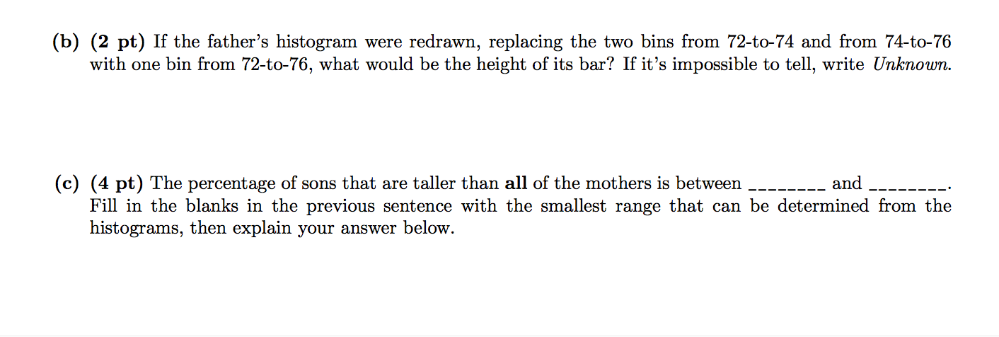 (b) (2 pt) If the father's histogram were redrawn, replacing the two bins from 72-to-74 and from 74-to-76
with one bin from 72-to-76, what would be the height of its bar? If it's impossible to tell, write Unknown.
(c) (4 pt) The percentage of sons that are taller than all of the mothers is between ________ and ________.
Fill in the blanks in the previous sentence with the smallest range that can be determined from the
histograms, then explain your answer below.